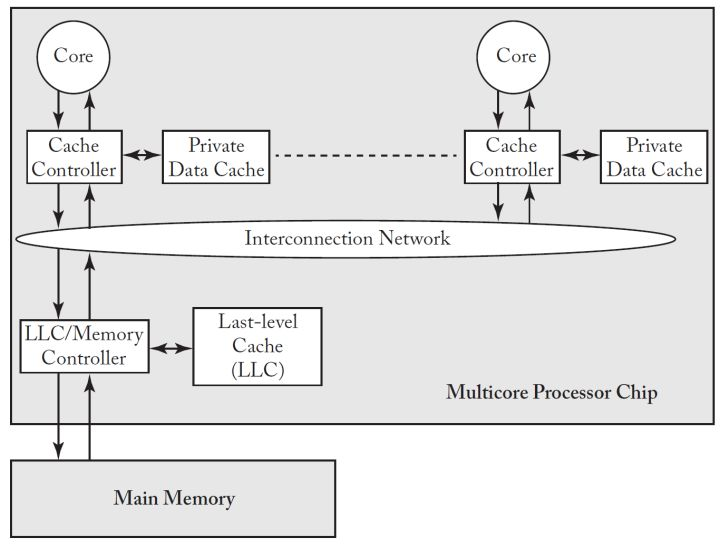 Core
Core
Cache
Controller
Private
Data Cache
Cache
Controller
Private
Data Cache
Interconnection Network
LLC/Memory
Controller
Last-level
Cache
(LLC)
Multicore Processor Chip
Main Memory